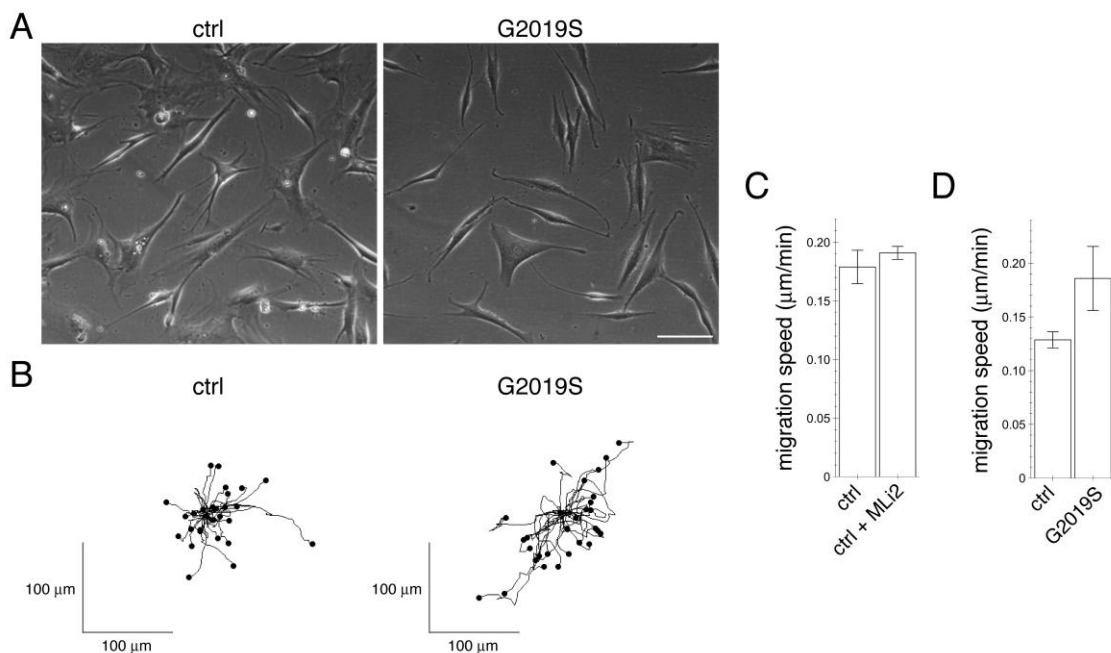 A
ctrl
G2019S
B
ctrl
G2019S
100 μm
100 μm
100 μm
100 μm
C
migration speed (μm/min)
0.20
0.15
0.10
0.05
0
ctrl
ctrl + MLi2
D
migration speed (μm/min)
0.20
0.15
0.10
0.05
0
ctrl
G2019S